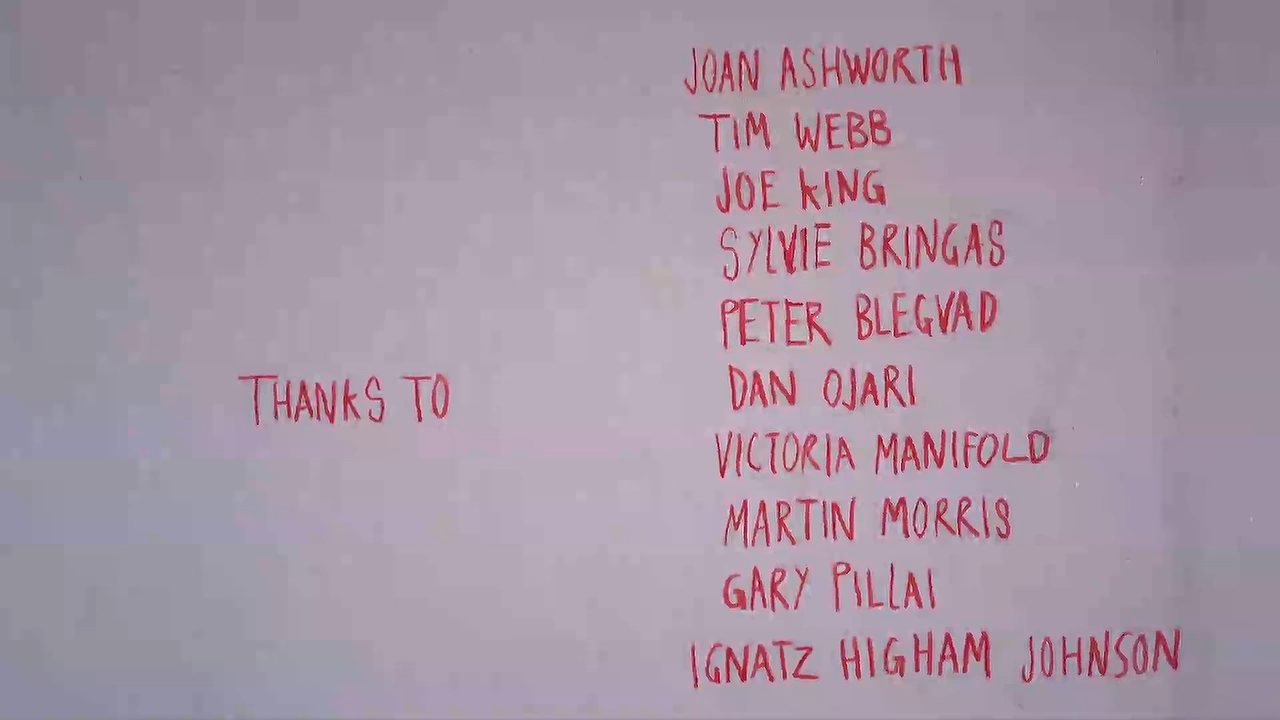 JOAN ASHWORTH
TIM WEBB
JOE KING
SYLVIE BRINGAS
PETER BLEGVAD
THANKS TO DAN OJARI
VICTORIA MANIFOLD
MARTIN MORRIS
GARY PILLAI
IGNATZ HIGHAM JOHNSON